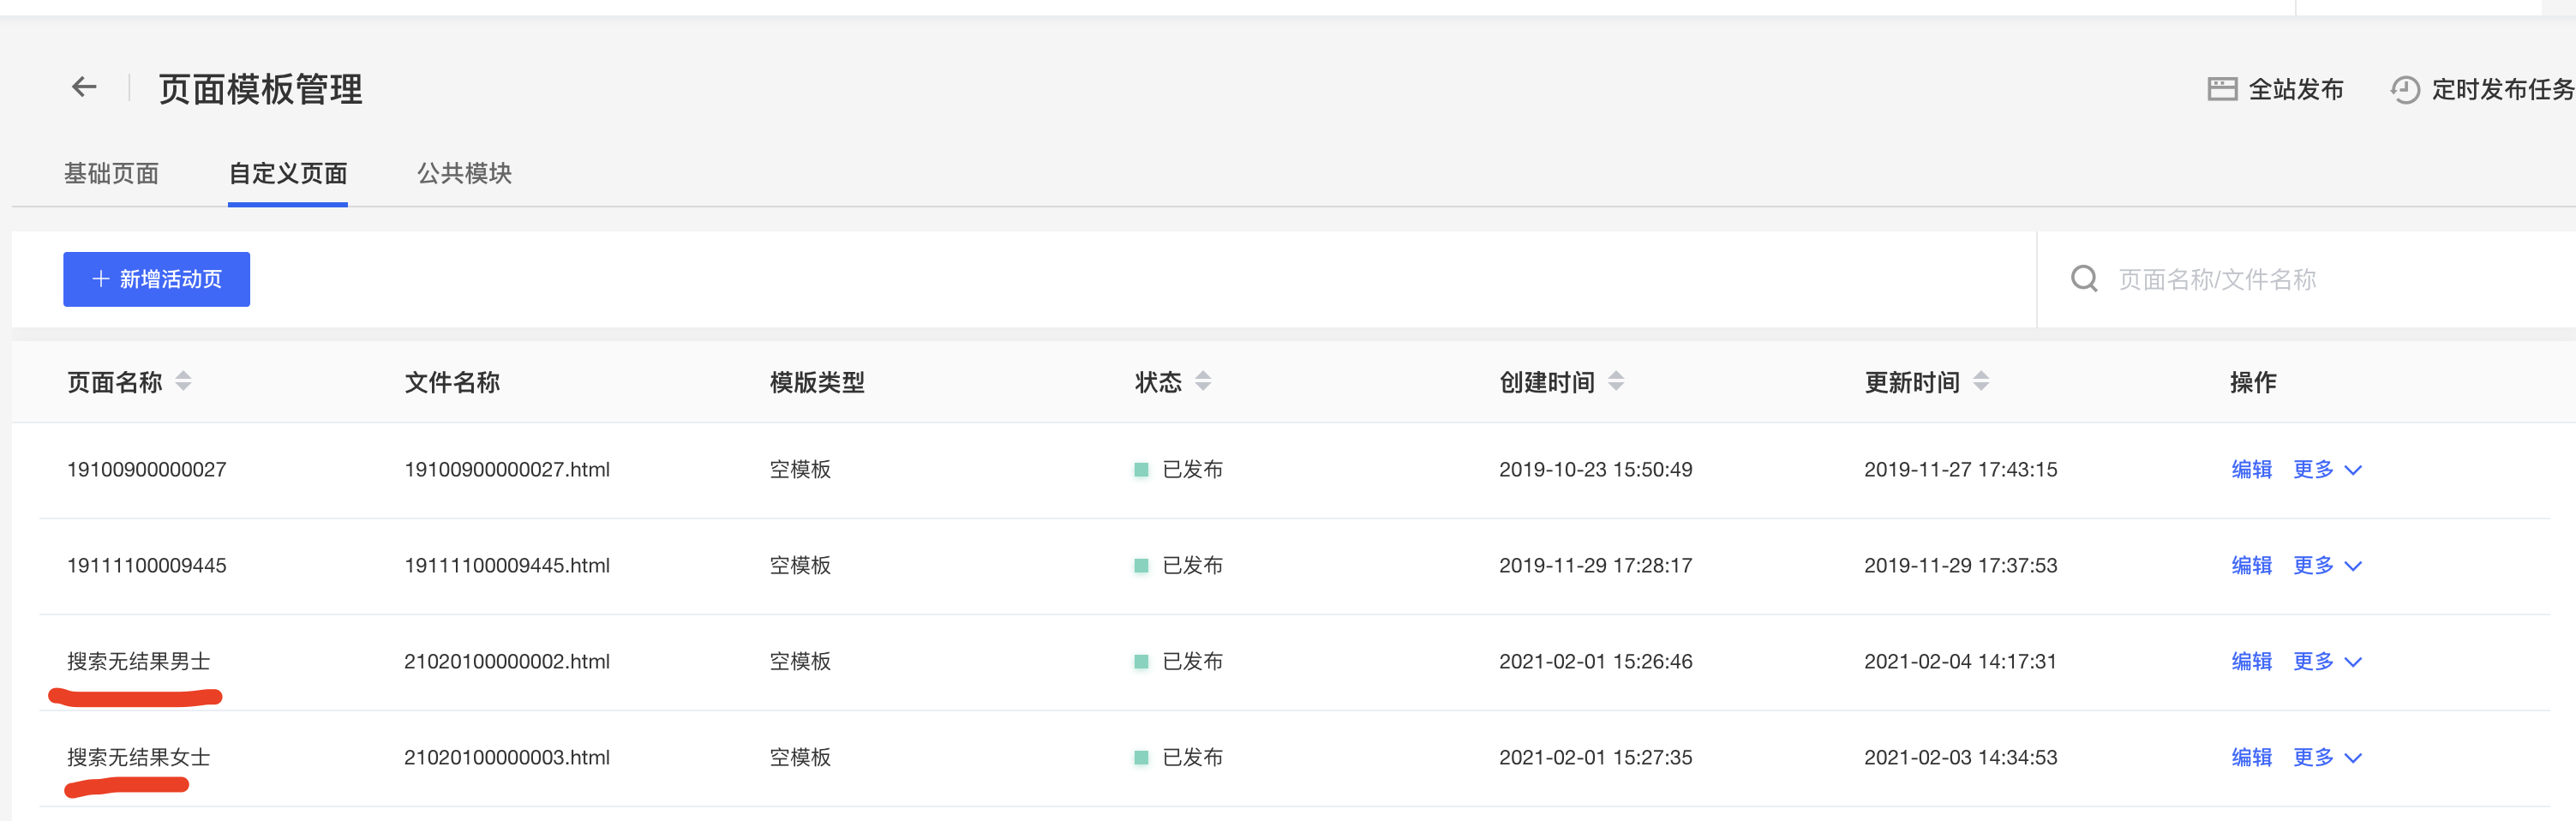 页面模板管理 全站发布 定时发布任务
基础页面 自定义页面 公共模块
新增活动页 页面名称/文件名称
页面名称 文件名称 模版类型 状态 创建时间 更新时间 操作
19100900000027 19100900000027.html 空模板 已发布 2019-10-23 15:50:49 2019-11-27 17:43:15 编辑 更多
19111100009445 19111100009445.html 空模板 已发布 2019-11-29 17:28:17 2019-11-29 17:37:53 编辑 更多
搜索无结果男士 21020100000002.html 空模板 已发布 2021-02-01 15:26:46 2021-02-04 14:17:31 编辑 更多
搜索无结果女士 21020100000003.html 空模板 已发布 2021-02-01 15:27:35 2021-02-03 14:34:53 编辑 更多